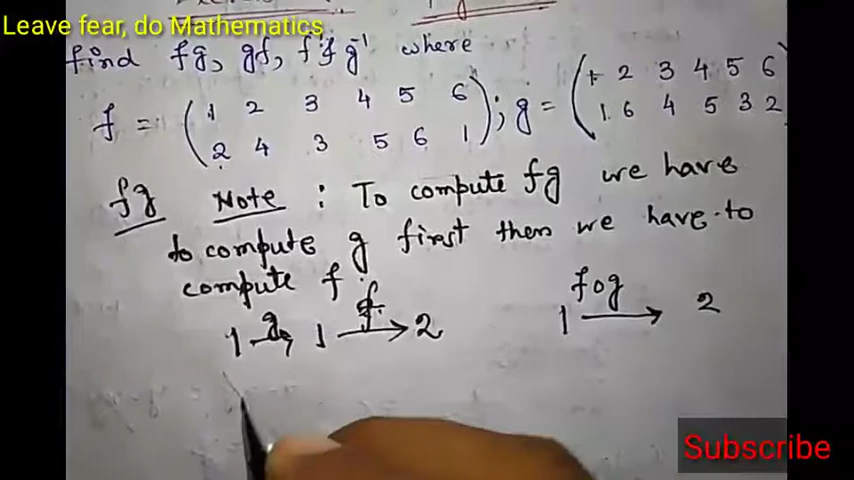 Leave fear, do Mathematics
find fg, gf, f⁻¹ & g⁻¹ where
f = ( 1 2 3 4 5 6 ; g = ( 1 2 3 4 5 6
2 4 3 5 6 1 ) 1 6 4 5 3 2
fg Note : To compute fg we have
to compute g first then we have to
compute f.
1 g→ 1 f→ 2 1 fog→ 2
Subscribe